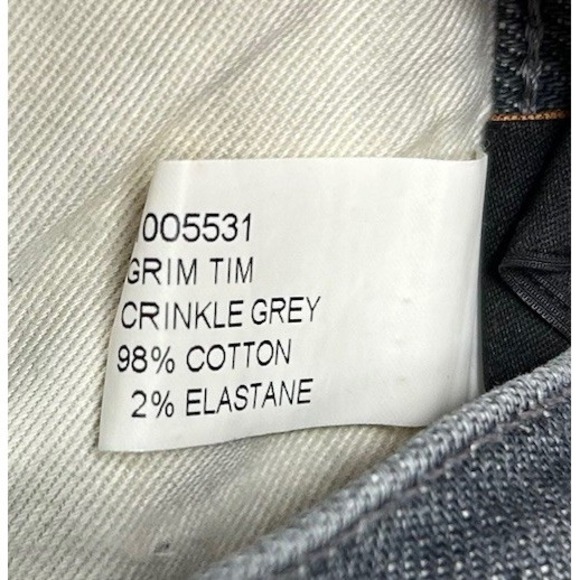 005531
GRIM TIM
CRINKLE GREY
98% COTTON
2% ELASTANE